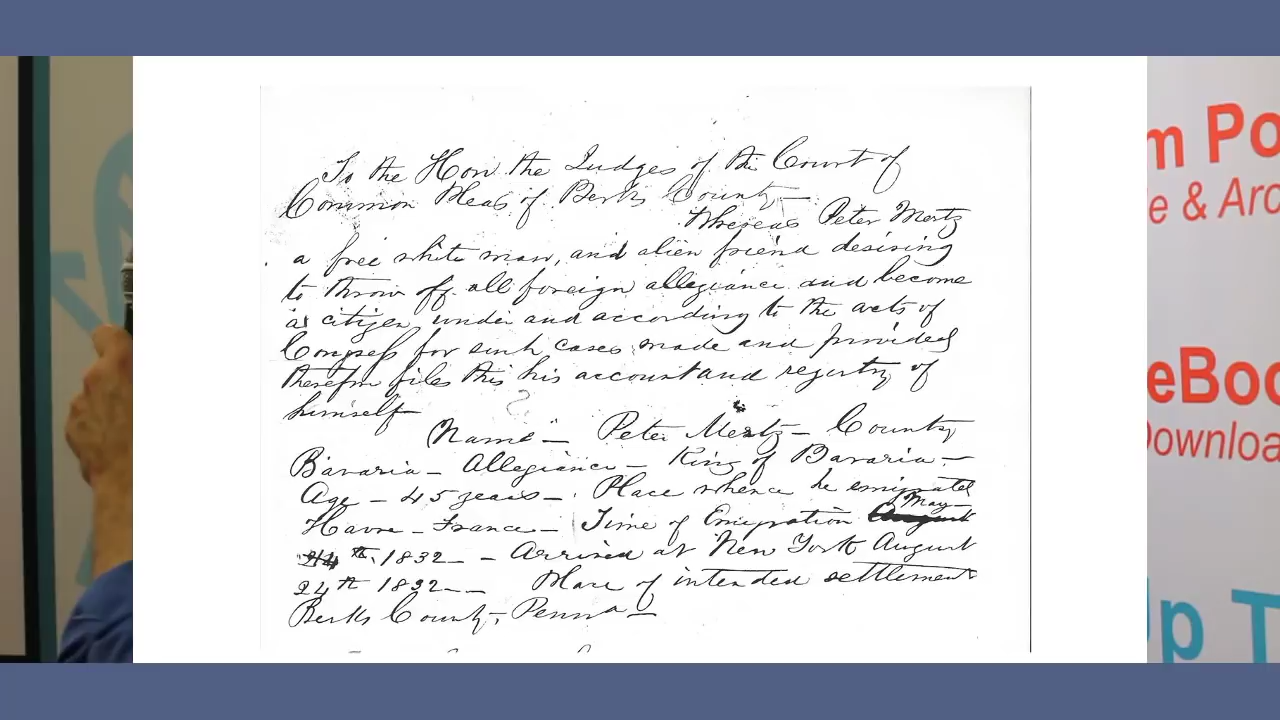 To the Hon the Judges of the Court of
Common Pleas of Berks County
Whereas Peter Mertz
a free white man, and alien friend desiring
to throw off all foreign allegiance and become
a citizen under and according to the acts of
Congress for such cases made and provided
therefor files this his account and registry of
himself
Name — Peter Mertz — County
Bavaria — Allegiance — King of Bavaria —
Age — 45 years — Place whence he emigrated
May
Havre — France — Time of Emigration August
24th 1832 — Arrived at New York August
24th 1832 — Place of intended settlement
Berks County, Penna —
m Po
e & Arc
eBoo
Downloa
p T